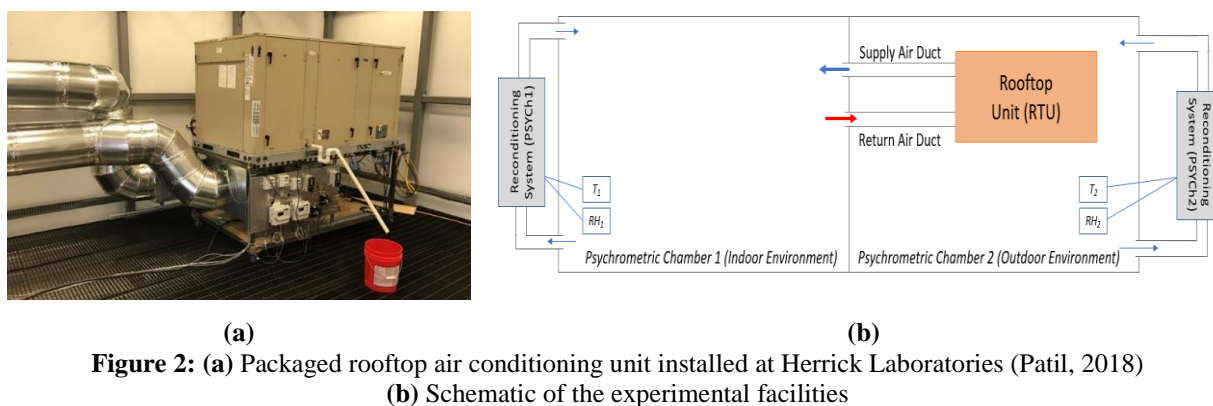 Supply Air Duct
Rooftop
Unit (RTU)
Return Air Duct
Reconditioning
System (PSYCh1)
T1
RH1
Reconditioning
System (PSYCh2)
T2
RH2
Psychrometric Chamber 1 (Indoor Environment)
Psychrometric Chamber 2 (Outdoor Environment)
(a)
(b)
Figure 2: (a) Packaged rooftop air conditioning unit installed at Herrick Laboratories (Patil, 2018)
(b) Schematic of the experimental facilities